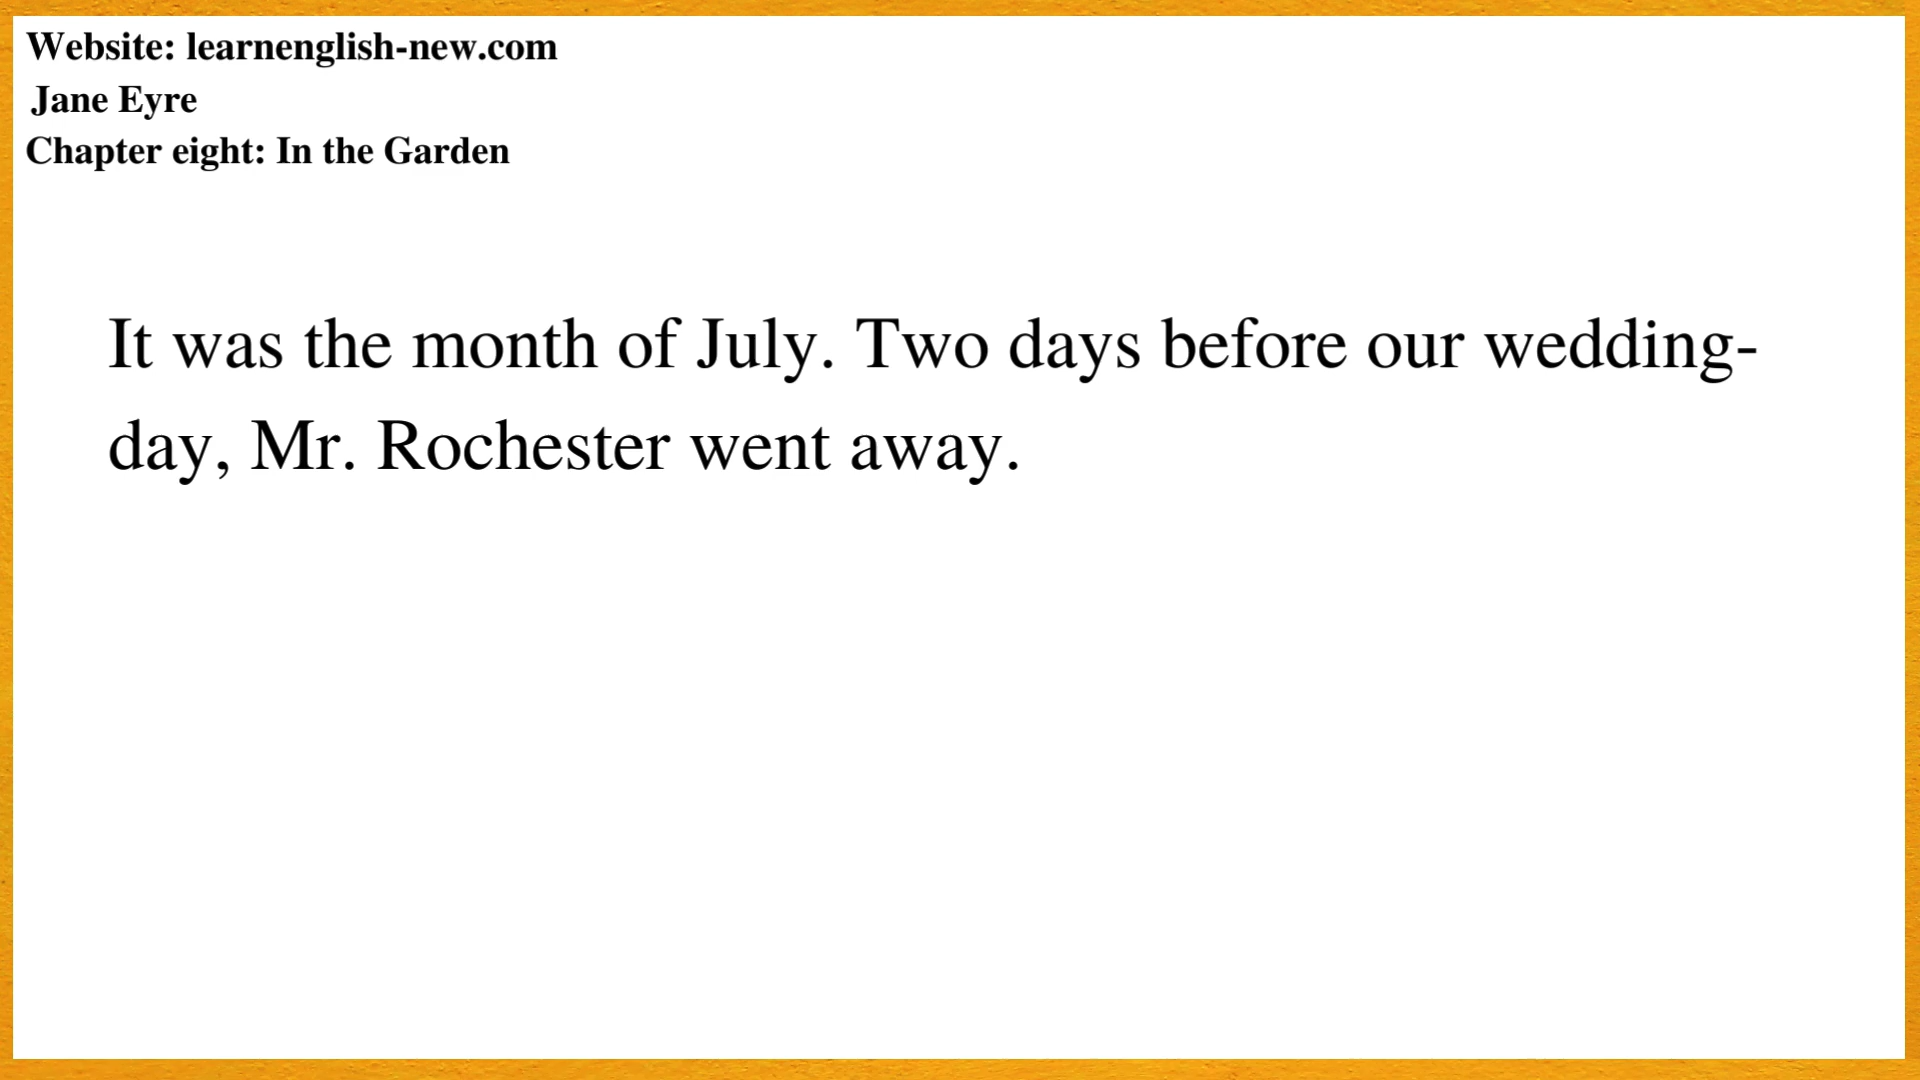 Website: learnenglish-new.com
Jane Eyre
Chapter eight: In the Garden
It was the month of July. Two days before our wedding-
day, Mr. Rochester went away.